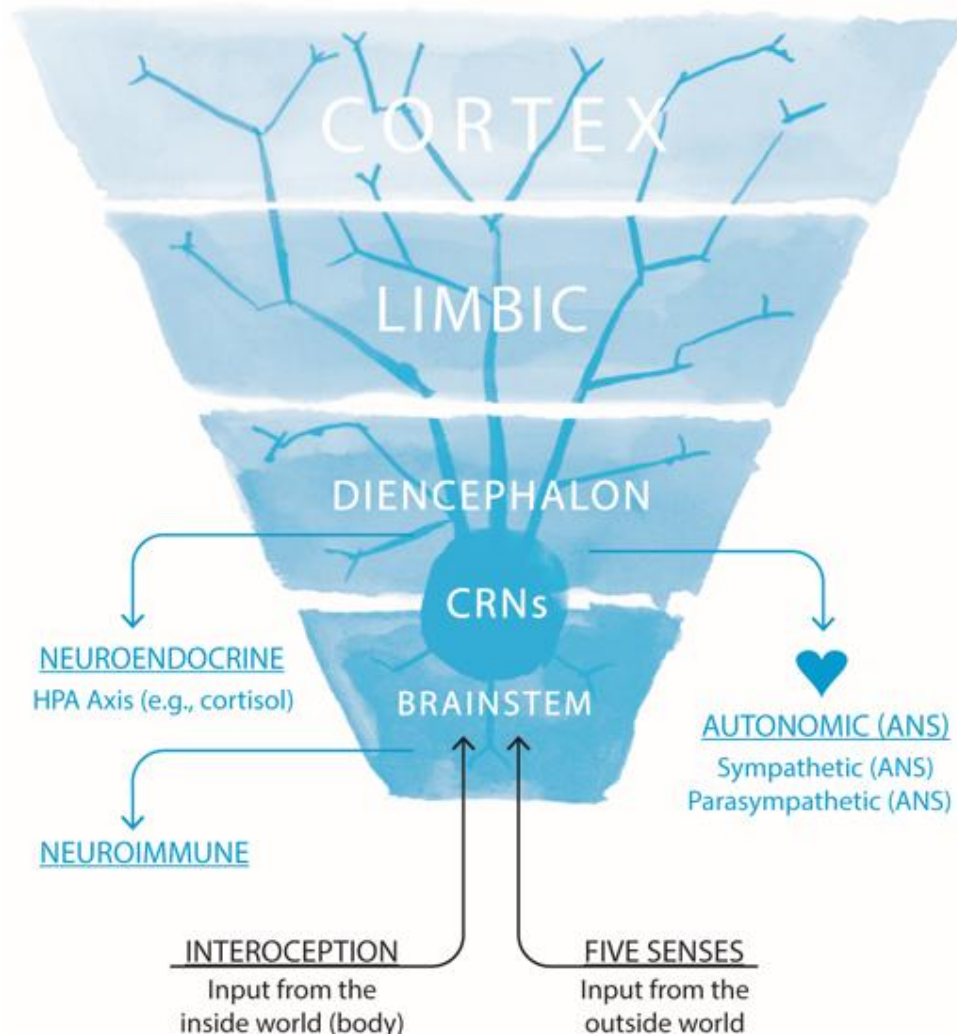 CORTEX
LIMBIC
DIENCEPHALON
CRNs
BRAINSTEM
NEUROENDOCRINE
HPA Axis (e.g., cortisol)
NEUROIMMUNE
AUTONOMIC (ANS)
Sympathetic (ANS)
Parasympathetic (ANS)
INTEROCEPTION
Input from the
inside world (body)
FIVE SENSES
Input from the
outside world